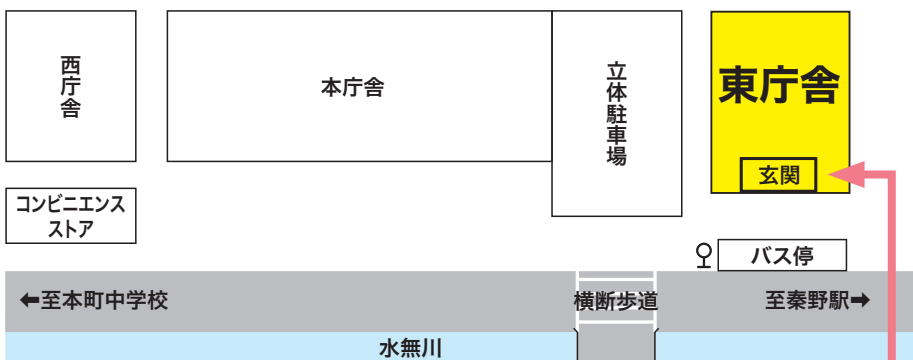 西庁舎
本庁舎
立体駐車場
東庁舎
玄関
コンビニエンス
ストア
バス停
←至本町中学校
横断歩道
至秦野駅→
水無川